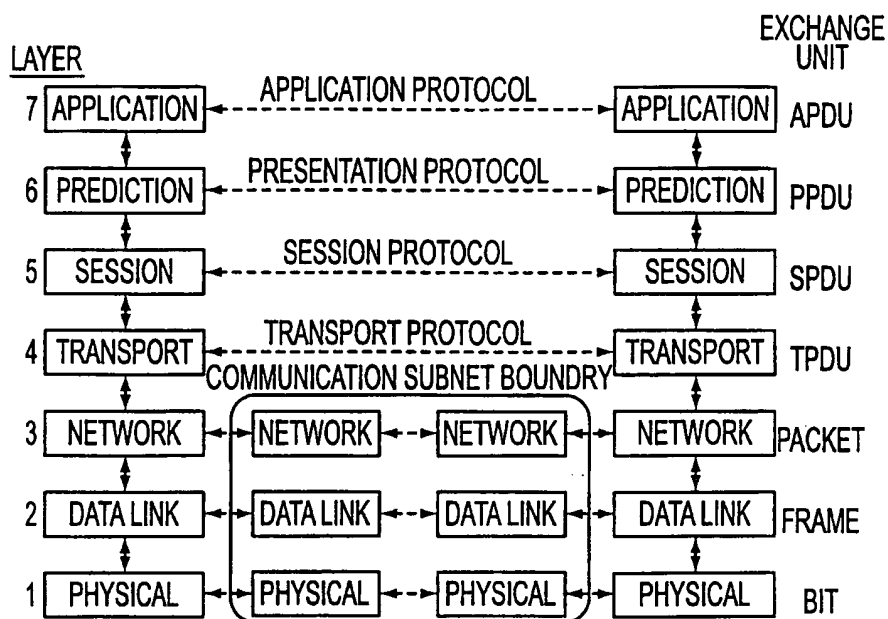 EXCHANGE
UNIT
LAYER
7 APPLICATION APPLICATION PROTOCOL APPLICATION APDU
6 PREDICTION PRESENTATION PROTOCOL PREDICTION PPDU
5 SESSION SESSION PROTOCOL SESSION SPDU
4 TRANSPORT TRANSPORT PROTOCOL TRANSPORT TPDU
COMMUNICATION SUBNET BOUNDRY
3 NETWORK NETWORK NETWORK NETWORK PACKET
2 DATA LINK DATA LINK DATA LINK DATA LINK FRAME
1 PHYSICAL PHYSICAL PHYSICAL PHYSICAL BIT